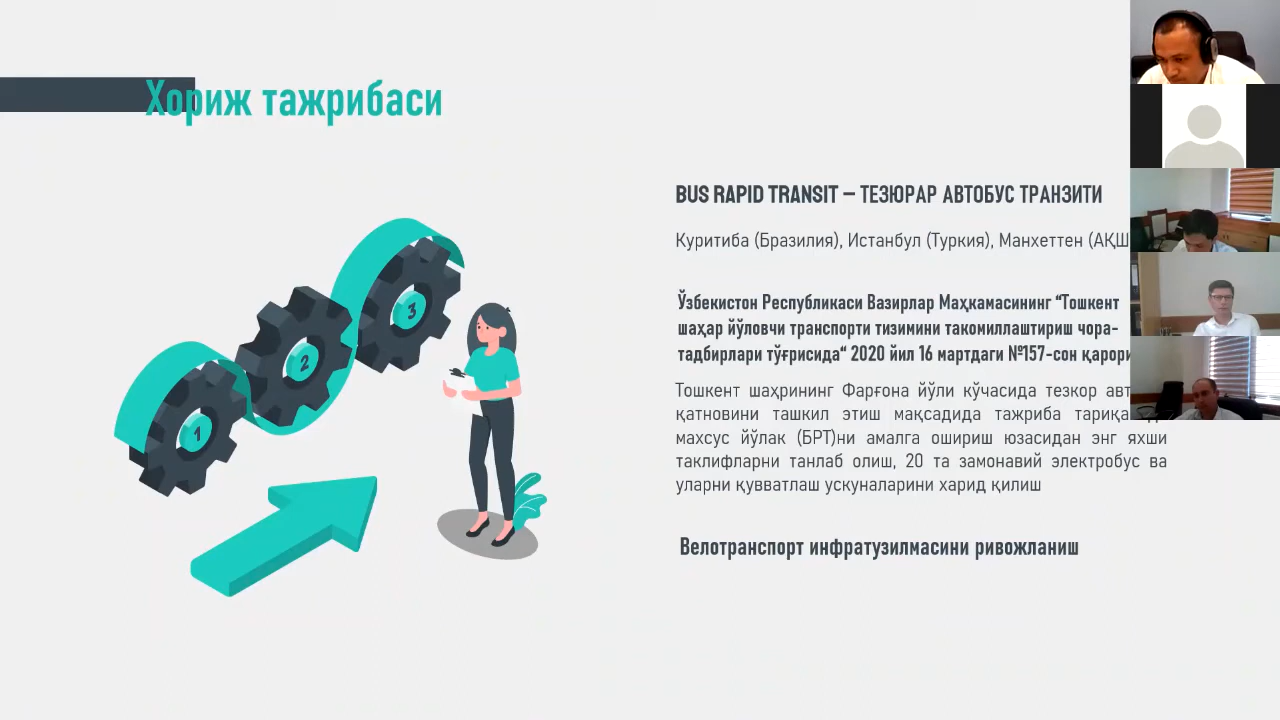 Хориж тажрибаси
BUS RAPID TRANSIT – ТЕЗЮРАР АВТОБУС ТРАНЗИТИ
Куритиба (Бразилия), Истанбул (Туркия), Манхеттен (АҚШ
Ўзбекистон Республикаси Вазирлар Маҳкамасининг “Тошкент
шаҳар йўловчи транспорти тизимини такомиллаштириш чора-
тадбирлари тўғрисида“ 2020 йил 16 мартдаги №157-сон қарори
Тошкент шаҳрининг Фарғона йўли кўчасида тезкор
қатновини ташкил этиш мақсадида тажриба
махсус йўлак (БРТ)ни амалга ошириш юзасидан энг яхши
таклифларни танлаб олиш, 20 та замонавий электробус ва
уларни қувватлаш ускуналарини харид қилиш
Велотранспорт инфратузилмасини ривожланиш
1
2
3